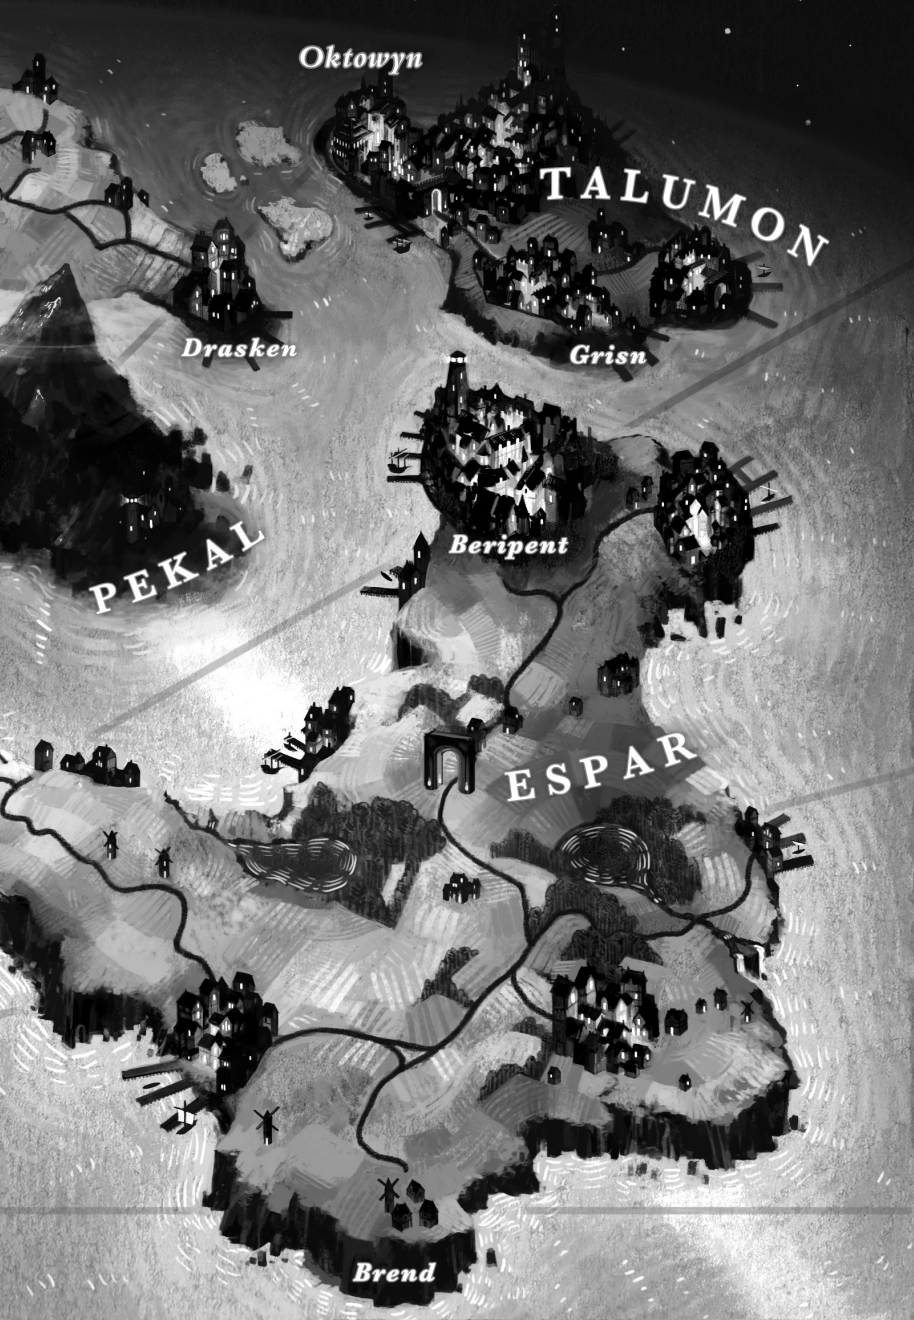 Oktowyn
TALUMON
Drasken
Grisn
Beripent
PEKAL
ESPAR
Brend